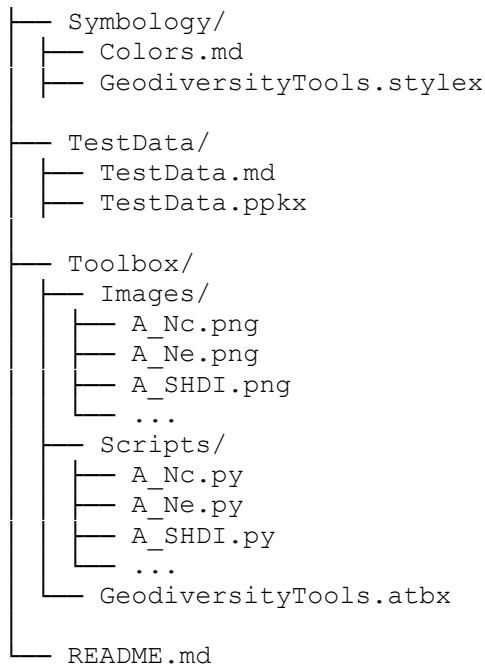 ├── Symbology/
│ ├── Colors.md
│ ├── GeodiversityTools.stylex
│
├── TestData/
│ ├── TestData.md
│ ├── TestData.ppkx
│
├── Toolbox/
│ ├── Images/
│ │ ├── A_Nc.png
│ │ ├── A_Ne.png
│ │ ├── A_SHDI.png
│ │ └── ...
│ ├── Scripts/
│ │ ├── A_Nc.py
│ │ ├── A_Ne.py
│ │ ├── A_SHDI.py
│ │ └── ...
│ └── GeodiversityTools.atbx
│
└── README.md